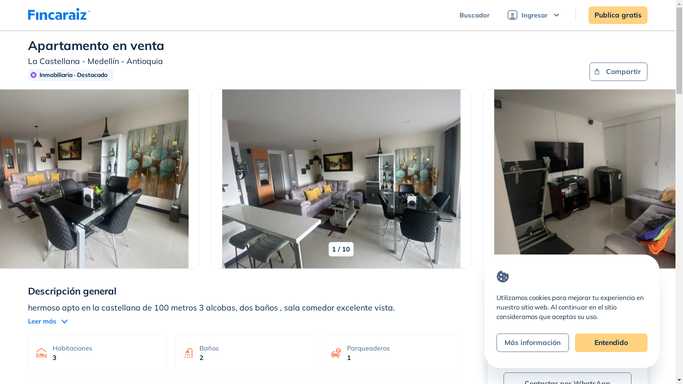 Fincaraiz
Buscador
Ingresar
Publica gratis
Apartamento en venta
La Castellana - Medellín - Antioquia
Inmobiliaria - Destacado
Compartir
1 / 10
Descripción general
hermoso apto en la castellana de 100 metros 3 alcobas, dos baños , sala comedor excelente vista.
Leer más
Habitaciones
3
Baños
2
Parqueaderos
1
Utilizamos cookies para mejorar tu experiencia en
nuestro sitio web. Al continuar en el sitio
consideramos que aceptas su uso.
Más información
Entendido
Contactar por WhatsApp